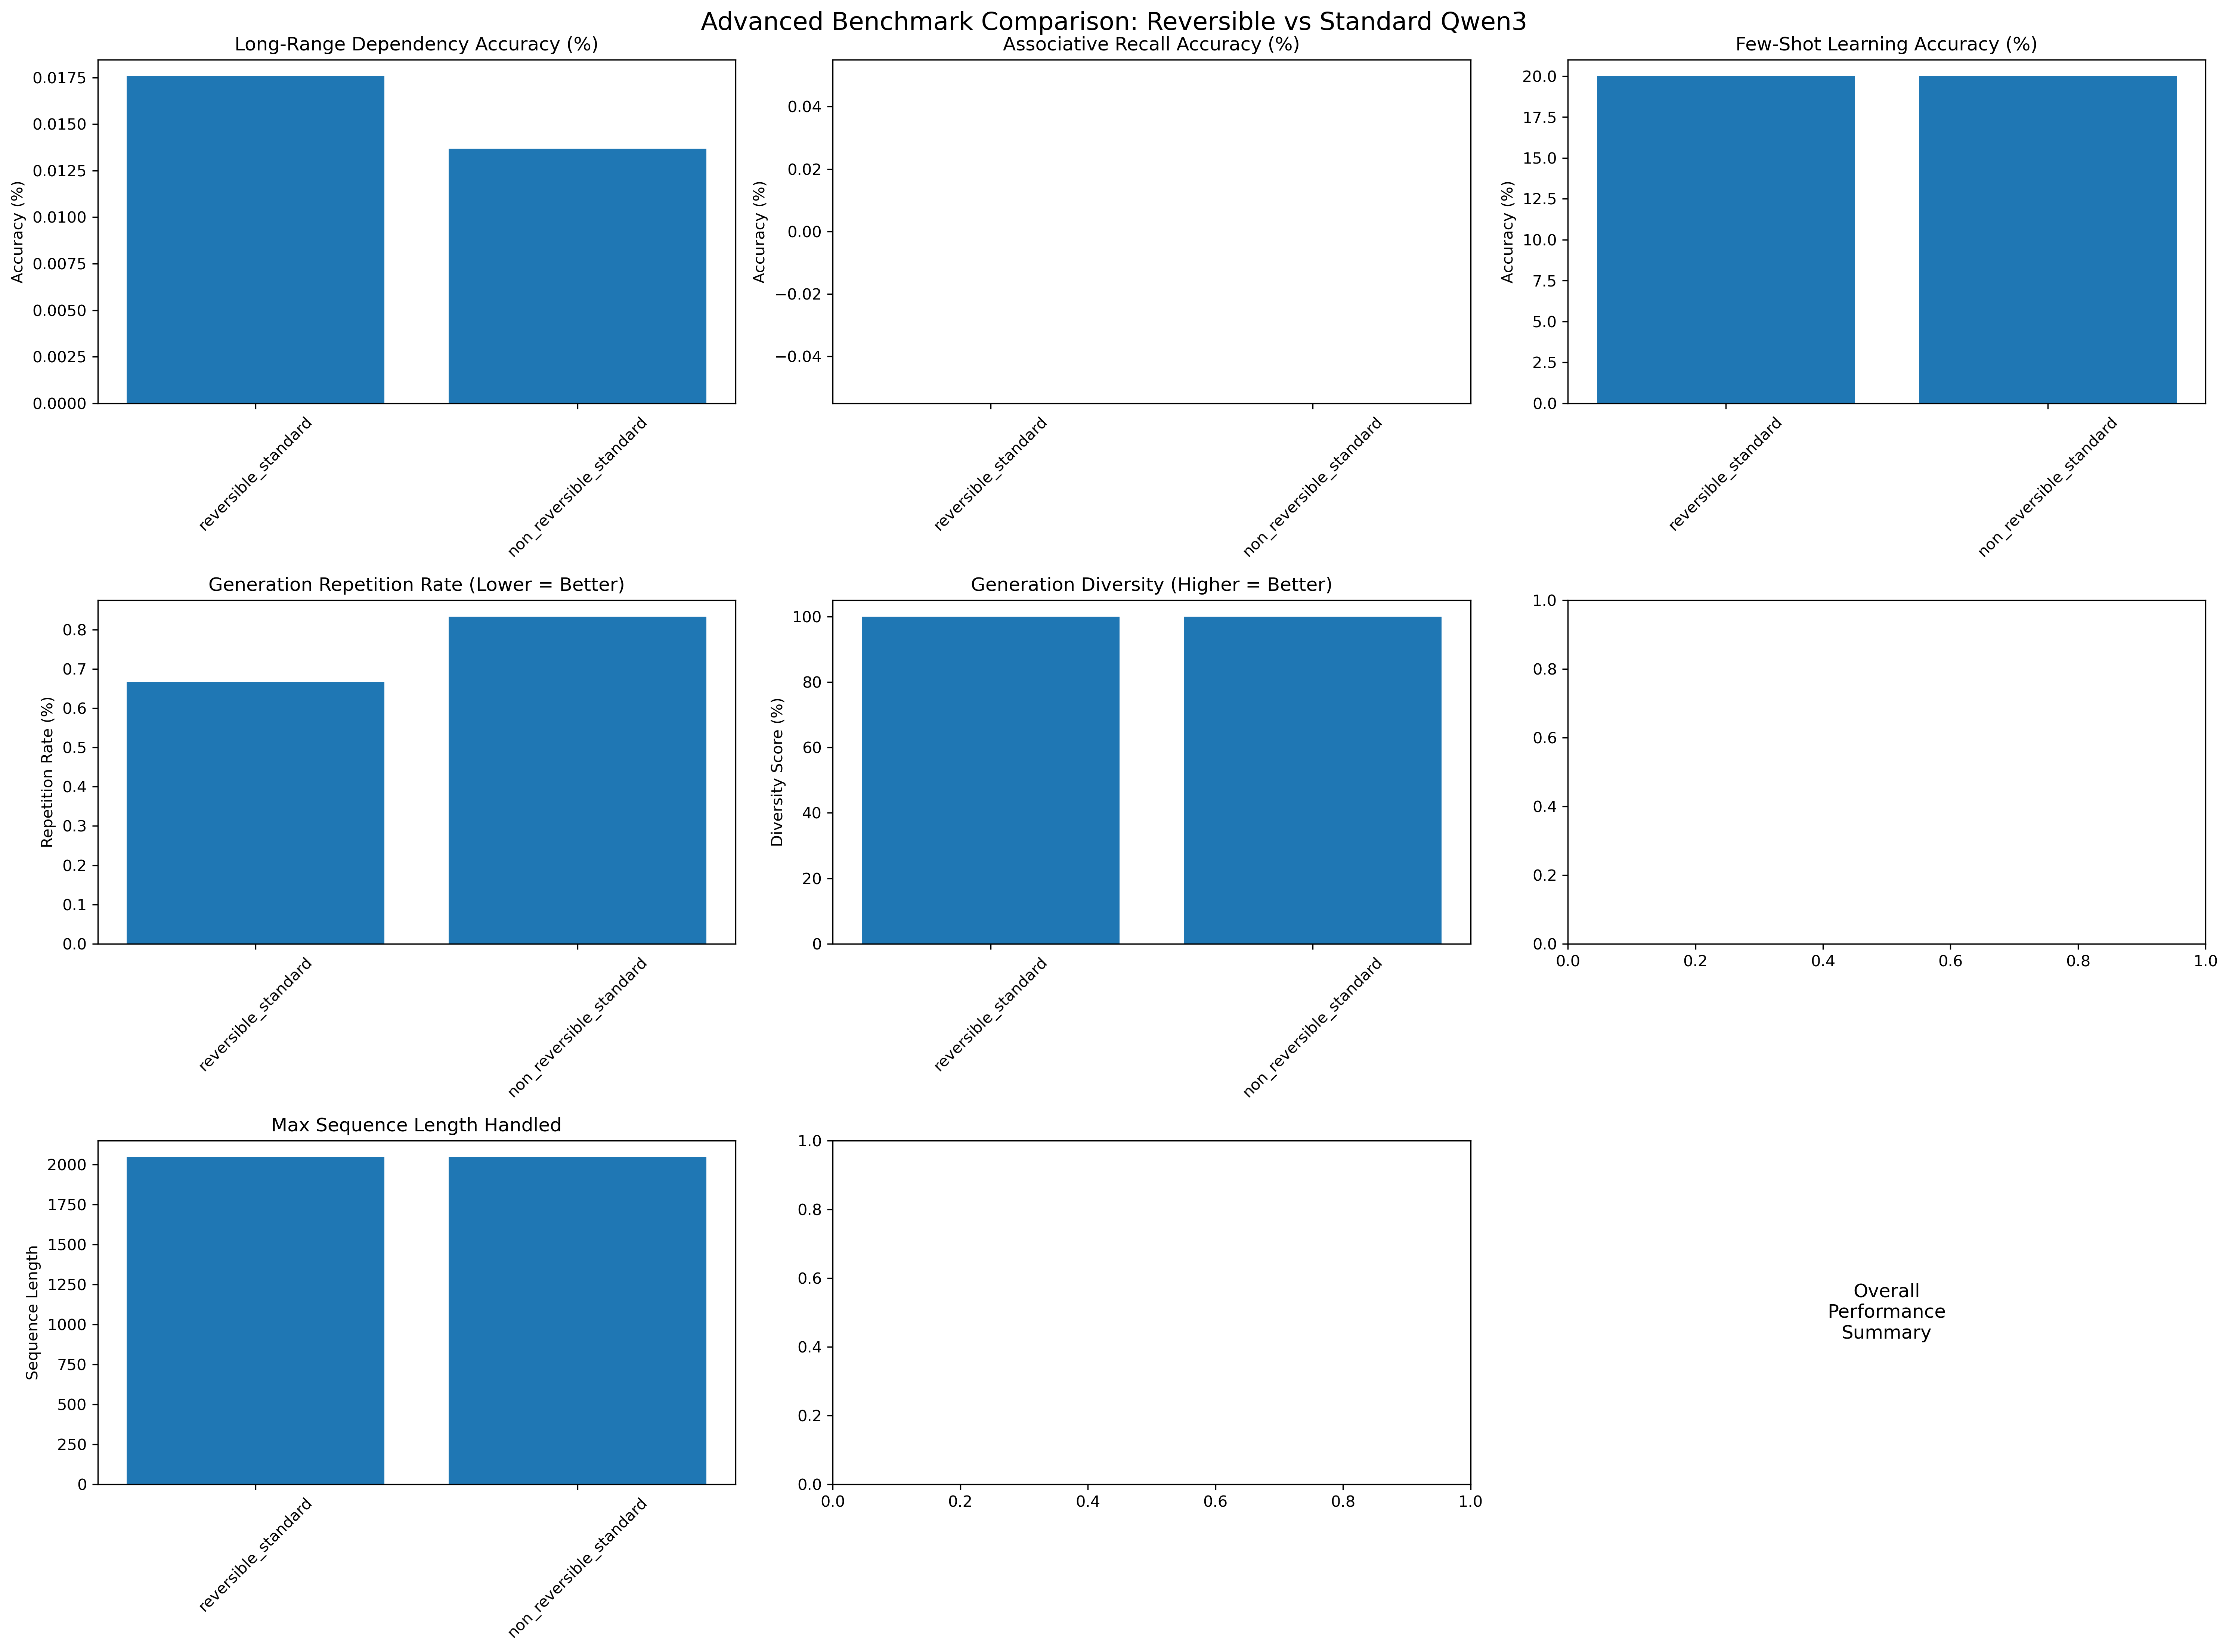 Advanced Benchmark Comparison: Reversible vs Standard Qwen3
Long-Range Dependency Accuracy (%)
Accuracy (%)
0.0175
0.0150
0.0125
0.0100
0.0075
0.0050
0.0025
0.0000
reversible_standard
non_reversible_standard
Associative Recall Accuracy (%)
Accuracy (%)
0.04
0.02
0.00
−0.02
−0.04
reversible_standard
non_reversible_standard
Few-Shot Learning Accuracy (%)
Accuracy (%)
20.0
17.5
15.0
12.5
10.0
7.5
5.0
2.5
0.0
reversible_standard
non_reversible_standard
Generation Repetition Rate (Lower = Better)
Repetition Rate (%)
0.8
0.7
0.6
0.5
0.4
0.3
0.2
0.1
0.0
reversible_standard
non_reversible_standard
Generation Diversity (Higher = Better)
Diversity Score (%)
100
80
60
40
20
0
reversible_standard
non_reversible_standard
1.0
0.8
0.6
0.4
0.2
0.0
0.0 0.2 0.4 0.6 0.8 1.0
Max Sequence Length Handled
Sequence Length
2000
1750
1500
1250
1000
750
500
250
0
reversible_standard
non_reversible_standard
1.0
0.8
0.6
0.4
0.2
0.0
0.0 0.2 0.4 0.6 0.8 1.0
Overall
Performance
Summary